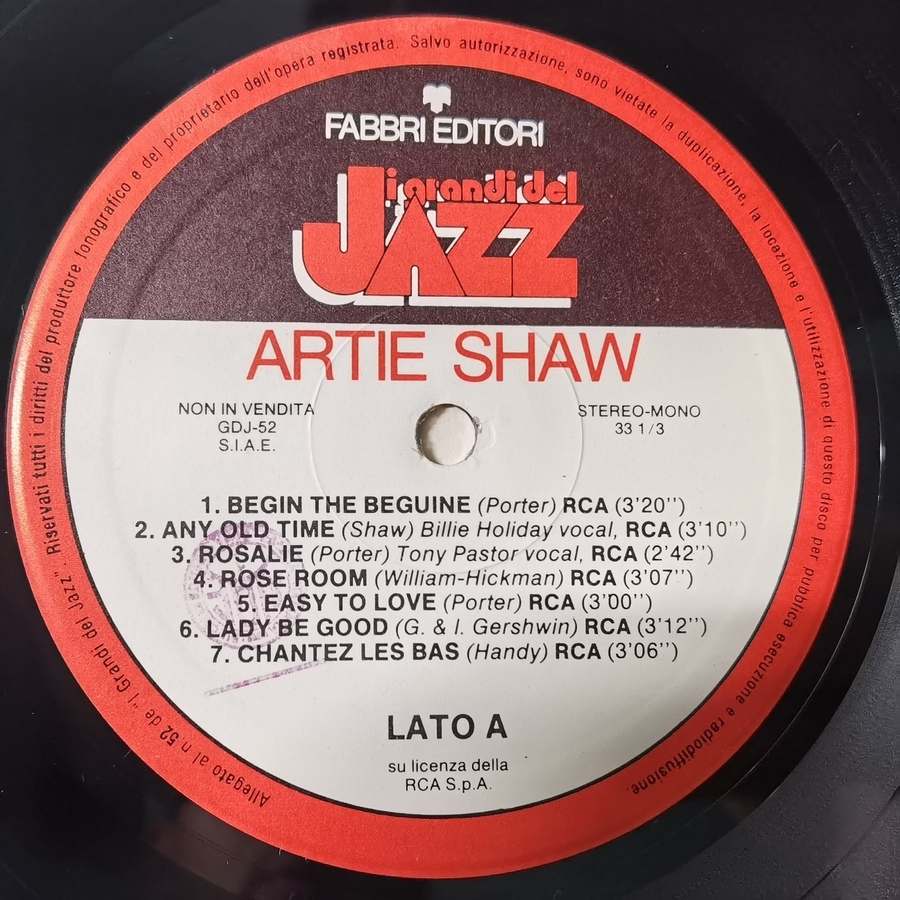 Allegato al n. 52 de "I Grandi del Jazz". Riservati tutti i diritti del produttore fonografico e del proprietario dell'opera registrata. Salvo autorizzazione, sono vietate la duplicazione, la locazione e l'utilizzazione di questo disco per pubblica esecuzione e radiodiffusione.
FABBRI EDITORI
i grandi del
JAZZ
ARTIE SHAW
NON IN VENDITA
GDJ-52
S.I.A.E.
STEREO-MONO
33 1/3
1. BEGIN THE BEGUINE (Porter) RCA (3'20'')
2. ANY OLD TIME (Shaw) Billie Holiday vocal, RCA (3'10'')
3. ROSALIE (Porter) Tony Pastor vocal, RCA (2'42'')
4. ROSE ROOM (William-Hickman) RCA (3'07'')
5. EASY TO LOVE (Porter) RCA (3'00'')
6. LADY BE GOOD (G. & I. Gershwin) RCA (3'12'')
7. CHANTEZ LES BAS (Handy) RCA (3'06'')
LATO A
su licenza della
RCA S.p.A.